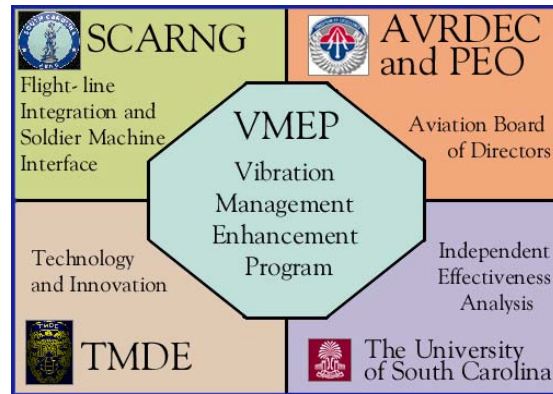 SCARNG
Flight-line
Integration and
Soldier Machine
Interface
AVRDEC
and PEO
Aviation Board
of Directors
VMEP
Vibration
Management
Enhancement
Program
Technology
and Innovation
TMDE
Independent
Effectiveness
Analysis
The University
of South Carolina